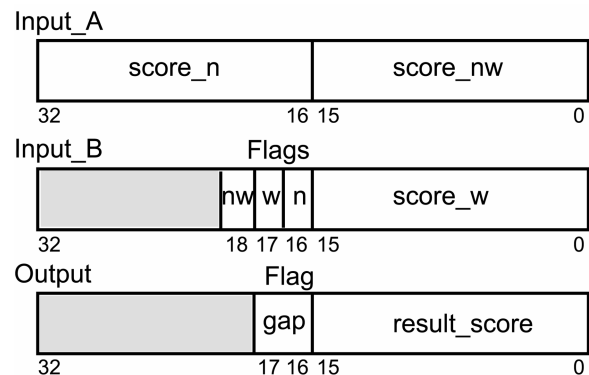 Input_A
score_n score_nw
32 16 15 0
Input_B Flags
nw w n score_w
32 18 17 16 15 0
Output Flag
gap result_score
32 17 16 15 0